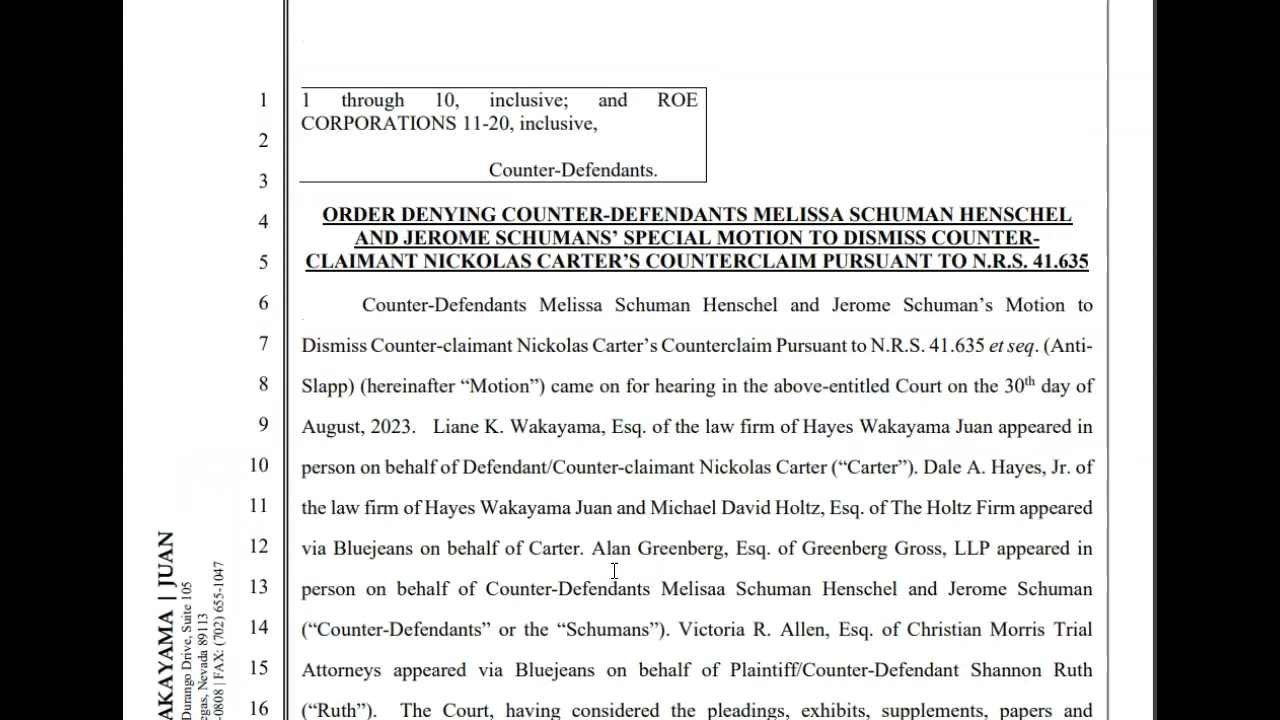 1 through 10, inclusive; and ROE
1
CORPORATIONS 11-20, inclusive,
2
Counter-Defendants.
3
ORDER DENYING COUNTER-DEFENDANTS MELISSA SCHUMAN HENSCHEL
4
AND JEROME SCHUMANS’ SPECIAL MOTION TO DISMISS COUNTER-
5
CLAIMANT NICKOLAS CARTER’S COUNTERCLAIM PURSUANT TO N.R.S. 41.635
6
Counter-Defendants Melissa Schuman Henschel and Jerome Schuman’s Motion to
7
Dismiss Counter-claimant Nickolas Carter’s Counterclaim Pursuant to N.R.S. 41.635 et seq. (Anti-
8
Slapp) (hereinafter “Motion”) came on for hearing in the above-entitled Court on the 30th day of
9
August, 2023. Liane K. Wakayama, Esq. of the law firm of Hayes Wakayama Juan appeared in
10
person on behalf of Defendant/Counter-claimant Nickolas Carter (“Carter”). Dale A. Hayes, Jr. of
11
the law firm of Hayes Wakayama Juan and Michael David Holtz, Esq. of The Holtz Firm appeared
12
via Bluejeans on behalf of Carter. Alan Greenberg, Esq. of Greenberg Gross, LLP appeared in
13
person on behalf of Counter-Defendants Melisaa Schuman Henschel and Jerome Schuman
14
(“Counter-Defendants” or the “Schumans”). Victoria R. Allen, Esq. of Christian Morris Trial
15
Attorneys appeared via Bluejeans on behalf of Plaintiff/Counter-Defendant Shannon Ruth
16
(“Ruth”). The Court, having considered the pleadings, exhibits, supplements, papers and
AKAYAMA | JUAN
Durango Drive, Suite 105
egas, Nevada 89113
-0808 | FAX: (702) 655-1047